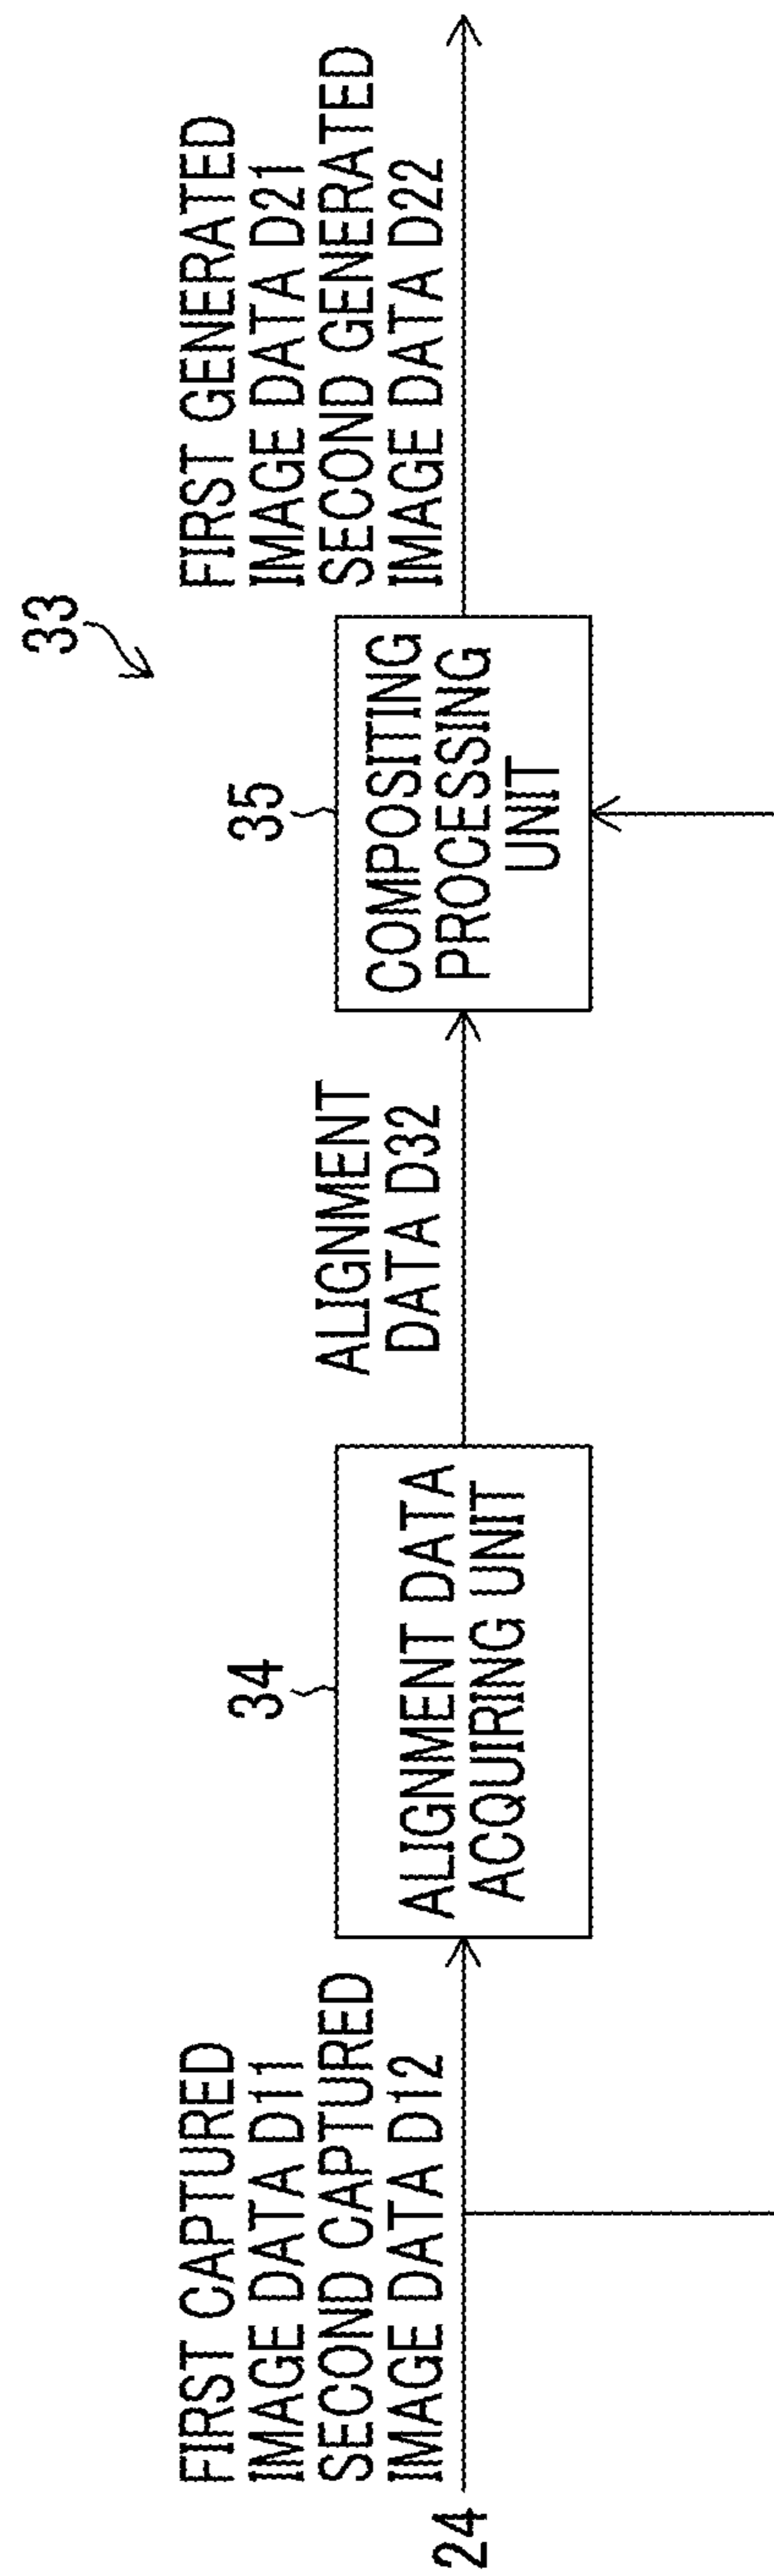 33
FIRST CAPTURED
IMAGE DATA D11
SECOND CAPTURED
IMAGE DATA D12
24
34
ALIGNMENT DATA
ACQUIRING UNIT
ALIGNMENT
DATA D32
35
COMPOSITING
PROCESSING
UNIT
FIRST GENERATED
IMAGE DATA D21
SECOND GENERATED
IMAGE DATA D22